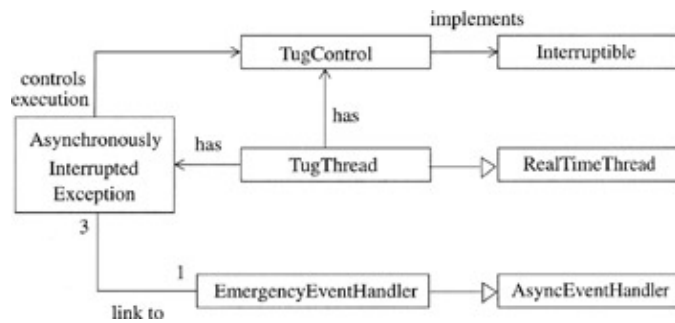 implements
TugControl
Interruptible
controls
execution
has
Asynchronously
Interrupted
Exception
has
TugThread
RealTimeThread
3
1
EmergencyEventHandler
AsyncEventHandler
link to